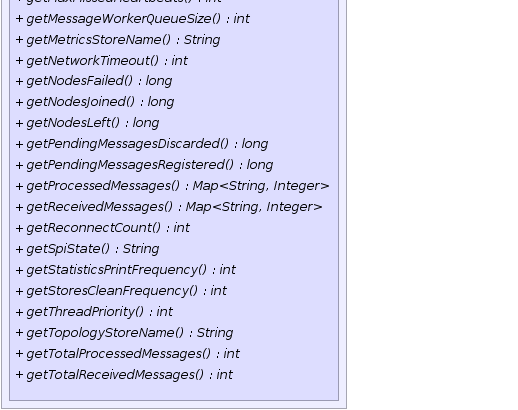 + getMessageWorkerQueueSize() : int
+ getMetricsStoreName() : String
+ getNetworkTimeout() : int
+ getNodesFailed() : long
+ getNodesJoined() : long
+ getNodesLeft() : long
+ getPendingMessagesDiscarded() : long
+ getPendingMessagesRegistered() : long
+ getProcessedMessages() : Map<String, Integer>
+ getReceivedMessages() : Map<String, Integer>
+ getReconnectCount() : int
+ getSpiState() : String
+ getStatisticsPrintFrequency() : int
+ getStoresCleanFrequency() : int
+ getThreadPriority() : int
+ getTopologyStoreName() : String
+ getTotalProcessedMessages() : int
+ getTotalReceivedMessages() : int